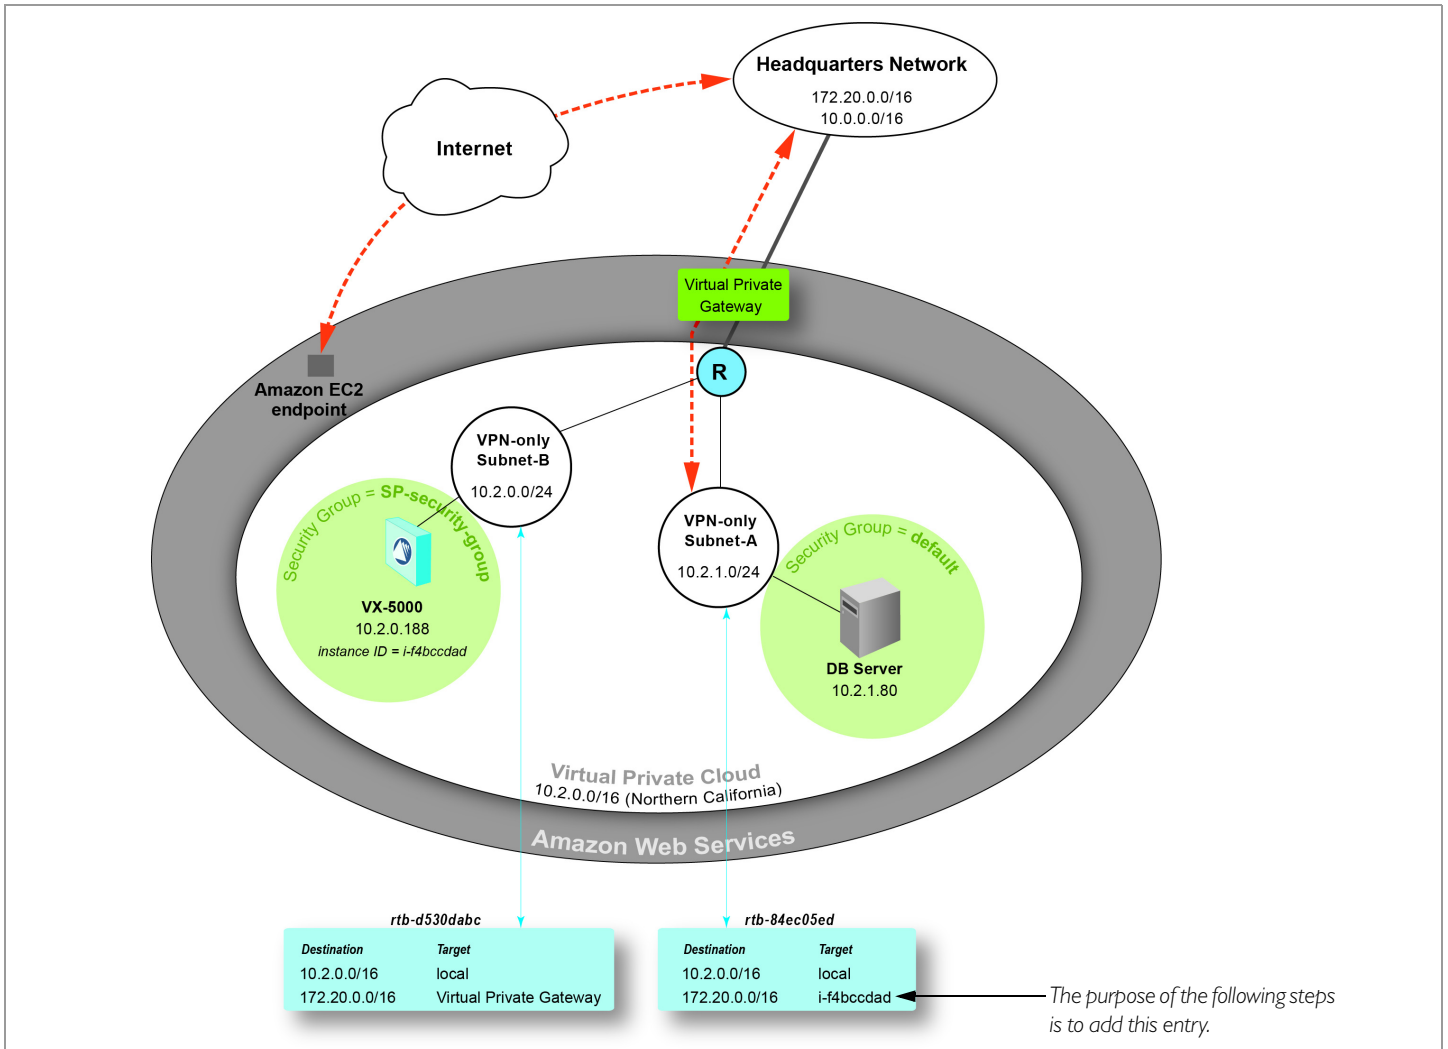 Headquarters Network
172.20.0.0/16
10.0.0.0/16
Internet
Virtual Private
Gateway
R
Amazon EC2
endpoint
VPN-only
Subnet-B
10.2.0.0/24
Security Group = SP-security-group
VX-5000
10.2.0.188
instance ID = i-f4bccdad
VPN-only
Subnet-A
10.2.1.0/24
Security Group = default
DB Server
10.2.1.80
Virtual Private Cloud
10.2.0.0/16 (Northern California)
Amazon Web Services
rtb-d530dabc
Destination Target
10.2.0.0/16 local
172.20.0.0/16 Virtual Private Gateway
rtb-84ec05ed
Destination Target
10.2.0.0/16 local
172.20.0.0/16 i-f4bccdad
The purpose of the following steps
is to add this entry.